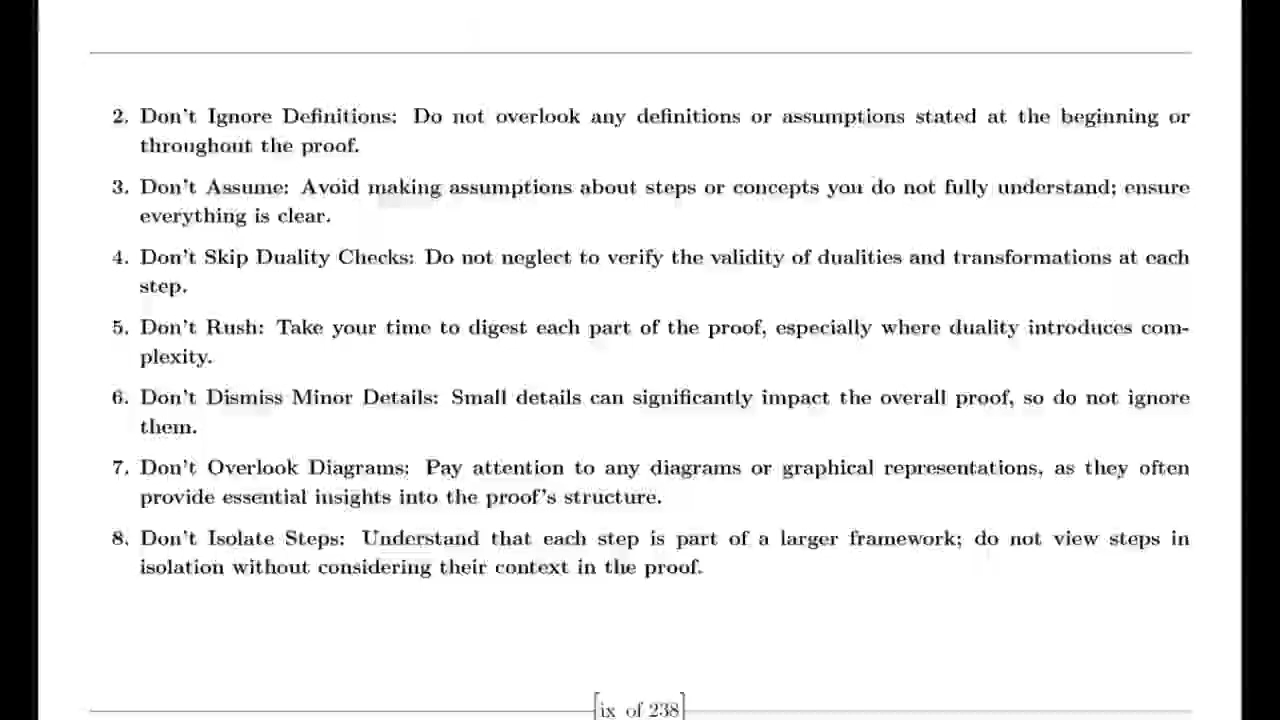 2. Don't Ignore Definitions: Do not overlook any definitions or assumptions stated at the beginning or
throughout the proof.
3. Don't Assume: Avoid making assumptions about steps or concepts you do not fully understand; ensure
everything is clear.
4. Don't Skip Duality Checks: Do not neglect to verify the validity of dualities and transformations at each
step.
5. Don't Rush: Take your time to digest each part of the proof, especially where duality introduces com-
plexity.
6. Don't Dismiss Minor Details: Small details can significantly impact the overall proof, so do not ignore
them.
7. Don't Overlook Diagrams: Pay attention to any diagrams or graphical representations, as they often
provide essential insights into the proof's structure.
8. Don't Isolate Steps: Understand that each step is part of a larger framework; do not view steps in
isolation without considering their context in the proof.
[ix of 238]